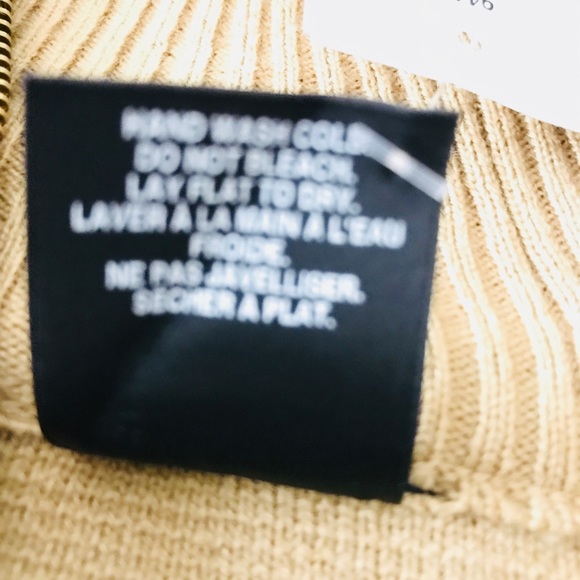 HAND WASH COLD.
DO NOT BLEACH.
LAY FLAT TO DRY.
LAVER À LA MAIN À L'EAU
FROIDE.
NE PAS JAVELLISER.
SÉCHER À PLAT.